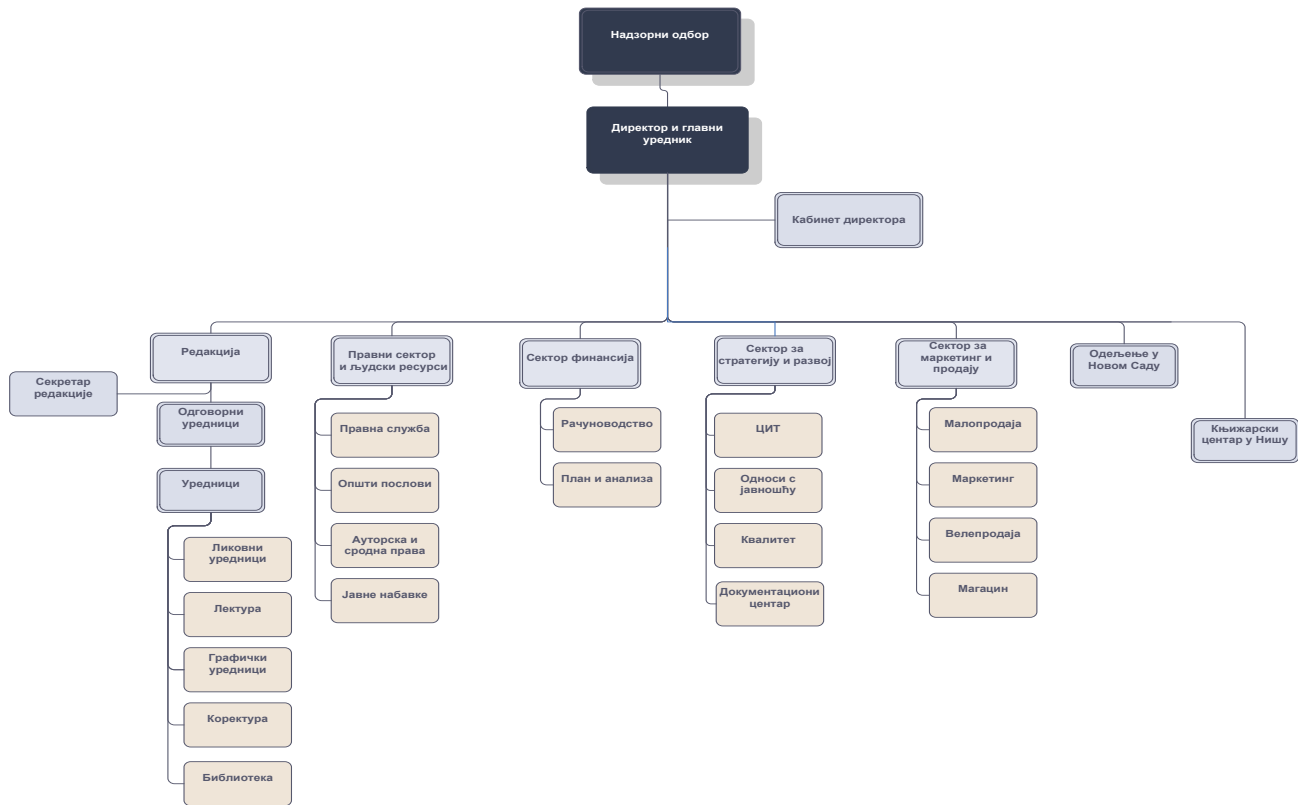 Надзорни одбор
Директор и главни
уредник
Кабинет директора
Редакција
Секретар
редакције
Одговорни
уредници
Уредници
Ликовни
уредници
Лектура
Графички
уредници
Коректура
Библиотека
Правни сектор
и људски ресурси
Правна служба
Општи послови
Ауторска и
сродна права
Јавне набавке
Сектор финансија
Рачуноводство
План и анализа
Сектор за
стратегију и развој
ЦИТ
Односи с
јавношћу
Квалитет
Документациони
центар
Сектор за
маркетинг и
продају
Малопродаја
Маркетинг
Велепродаја
Магацин
Одељење у
Новом Саду
Књижарски
центар у Нишу